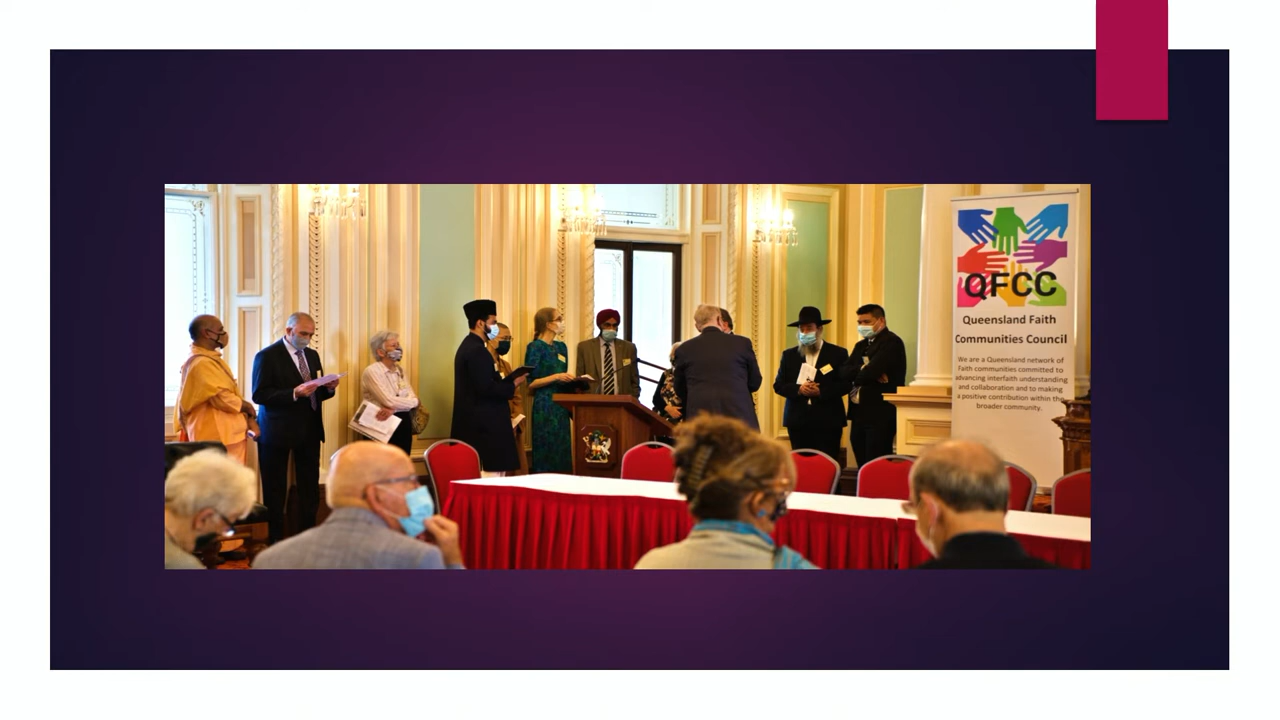 QFCC
Queensland Faith
Communities Council
We are a Queensland network of
Faith communities committed to
advancing interfaith understanding
and collaboration and to making
a positive contribution within the
broader community.